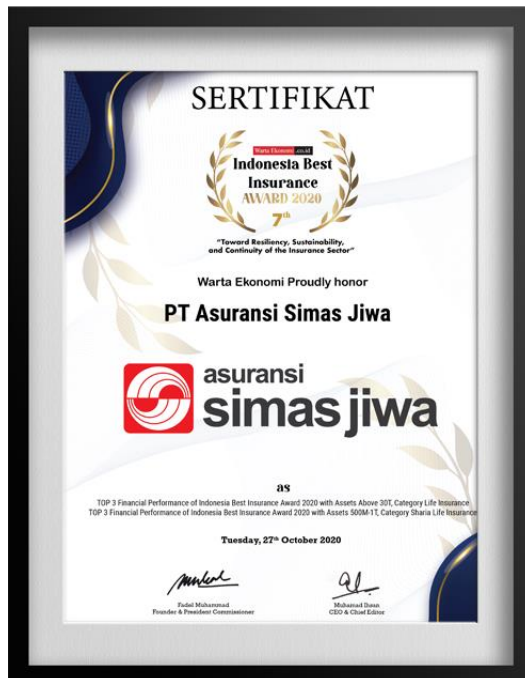 SERTIFIKAT
Warta Ekonomi .co.id
Indonesia Best
Insurance
AWARD 2020
7th
"Toward Resiliency, Sustainability,
and Continuity of the Insurance Sector"
Warta Ekonomi Proudly honor
PT Asuransi Simas Jiwa
asuransi
simas jiwa
as
TOP 3 Financial Performance of Indonesia Best Insurance Award 2020 with Assets Above 30T, Category Life Insurance
TOP 3 Financial Performance of Indonesia Best Insurance Award 2020 with Assets 500M-1T, Category Sharia Life Insurance
Tuesday, 27th October 2020
Fadel Muhammad
Founder & President Commissioner
Muhamad Ihsan
CEO & Chief Editor